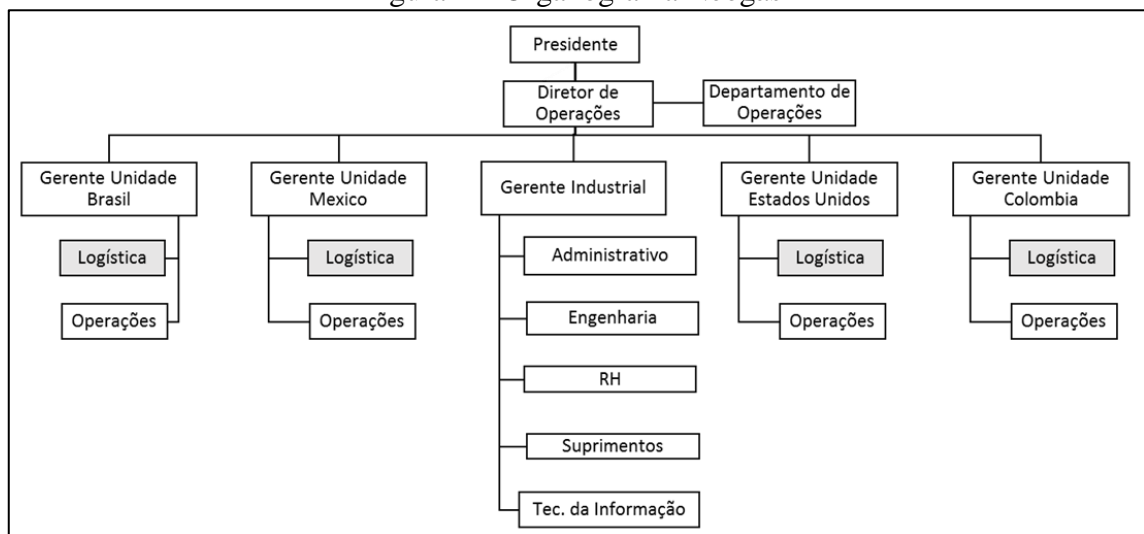 Presidente
Diretor de
Operações
Departamento de
Operações
Gerente Unidade
Brasil
Gerente Unidade
Mexico
Gerente Industrial
Gerente Unidade
Estados Unidos
Gerente Unidade
Colombia
Logística
Logística
Administrativo
Logística
Logística
Operações
Operações
Engenharia
Operações
Operações
RH
Suprimentos
Tec. da Informação